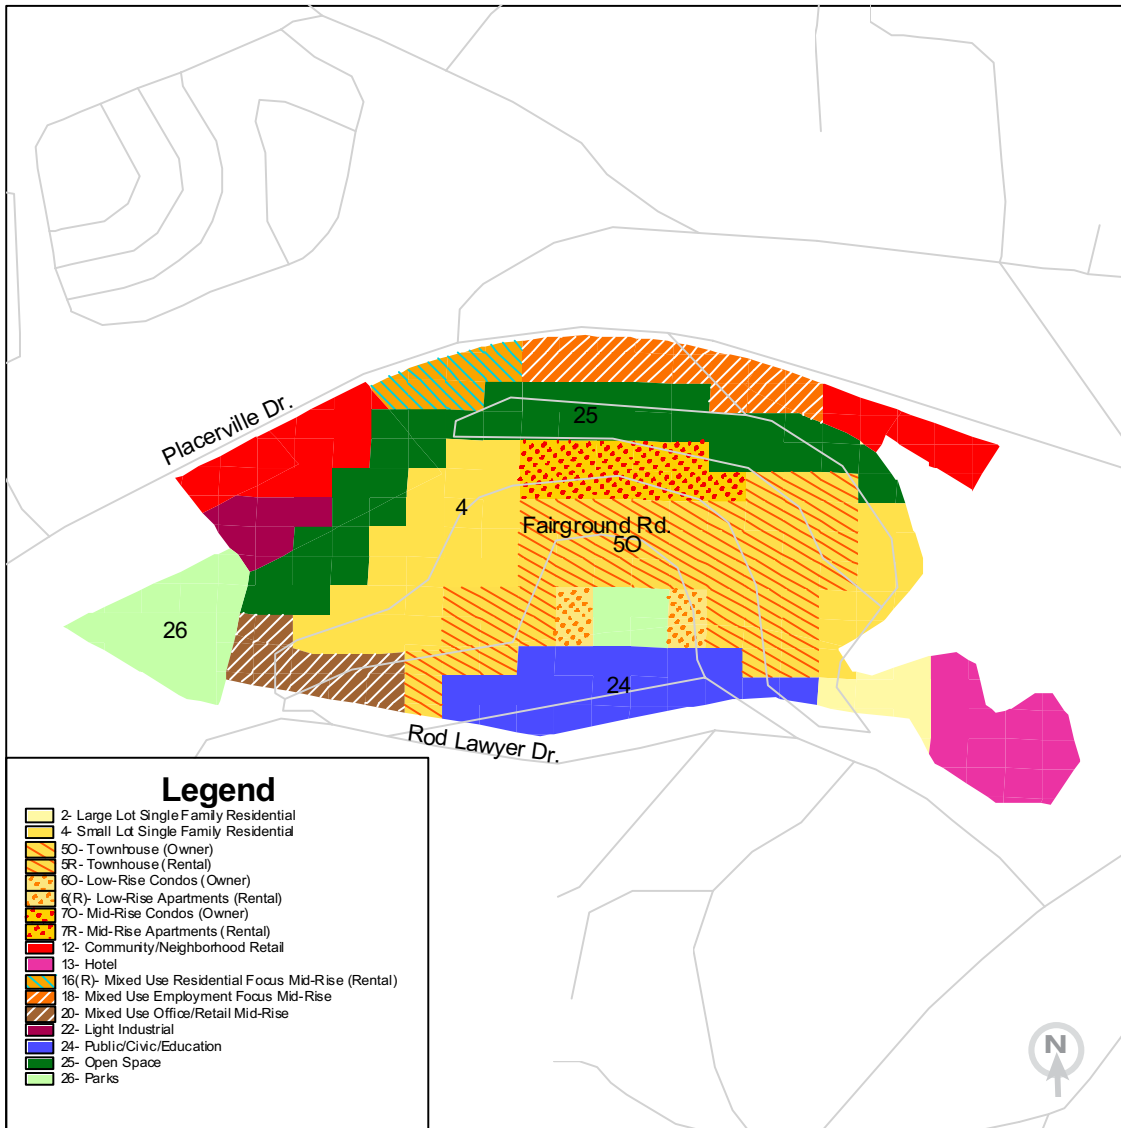 Placerville Dr.
25
4
Fairground Rd.
5O
26
24
Rod Lawyer Dr.
Legend
2- Large Lot Single Family Residential
4- Small Lot Single Family Residential
5O- Townhouse (Owner)
5R- Townhouse (Rental)
6O- Low-Rise Condos (Owner)
6(R)- Low-Rise Apartments (Rental)
7O- Mid-Rise Condos (Owner)
7R- Mid-Rise Apartments (Rental)
12- Community/Neighborhood Retail
13- Hotel
16(R)- Mixed Use Residential Focus Mid-Rise (Rental)
18- Mixed Use Employment Focus Mid-Rise
20- Mixed Use Office/Retail Mid-Rise
22- Light Industrial
24- Public/Civic/Education
25- Open Space
26- Parks
N